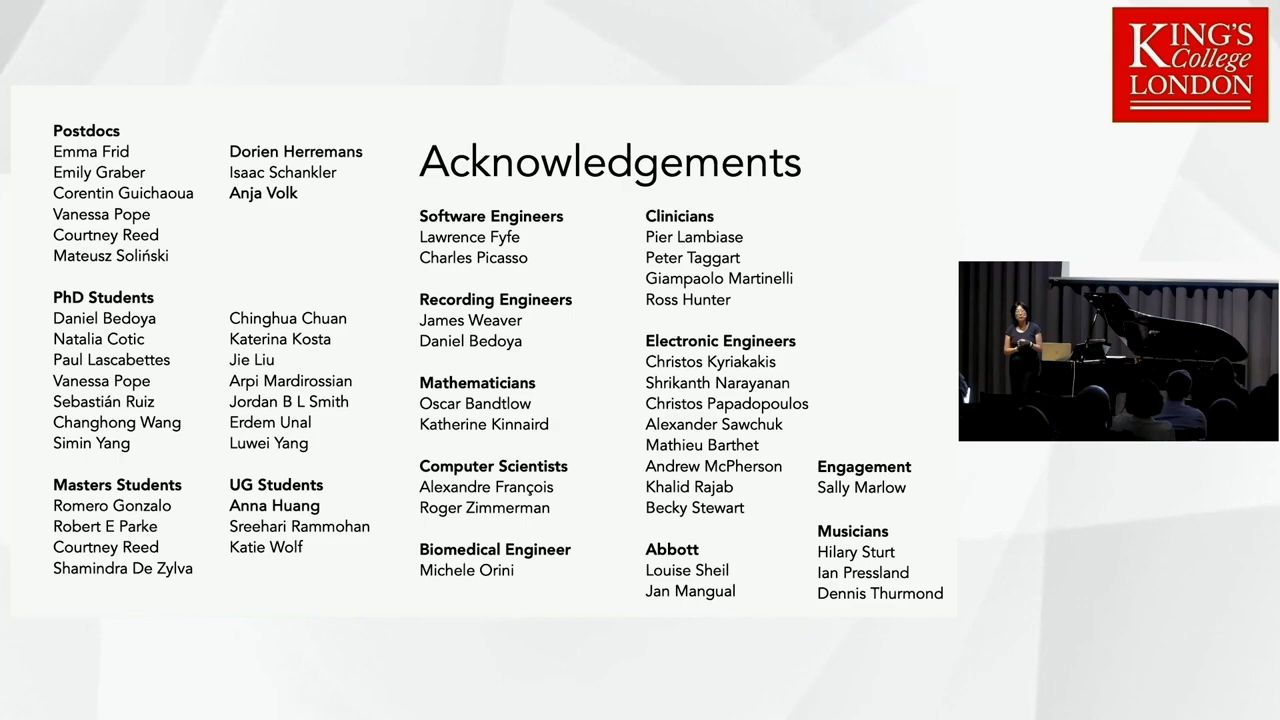 KING'S
College
LONDON
Acknowledgements
Postdocs
Emma Frid
Emily Graber
Corentin Guichaoua
Vanessa Pope
Courtney Reed
Mateusz Soliński
Dorien Herremans
Isaac Schankler
Anja Volk
PhD Students
Daniel Bedoya
Natalia Cotic
Paul Lascabettes
Vanessa Pope
Sebastián Ruiz
Changhong Wang
Simin Yang
Chinghua Chuan
Katerina Kosta
Jie Liu
Arpi Mardirossian
Jordan B L Smith
Erdem Unal
Luwei Yang
Masters Students
Romero Gonzalo
Robert E Parke
Courtney Reed
Shamindra De Zylva
UG Students
Anna Huang
Sreehari Rammohan
Katie Wolf
Software Engineers
Lawrence Fyfe
Charles Picasso
Recording Engineers
James Weaver
Daniel Bedoya
Mathematicians
Oscar Bandtlow
Katherine Kinnaird
Computer Scientists
Alexandre François
Roger Zimmerman
Biomedical Engineer
Michele Orini
Clinicians
Pier Lambiase
Peter Taggart
Giampaolo Martinelli
Ross Hunter
Electronic Engineers
Christos Kyriakakis
Shrikanth Narayanan
Christos Papadopoulos
Alexander Sawchuk
Mathieu Barthet
Andrew McPherson
Khalid Rajab
Becky Stewart
Abbott
Louise Sheil
Jan Mangual
Engagement
Sally Marlow
Musicians
Hilary Sturt
Ian Pressland
Dennis Thurmond